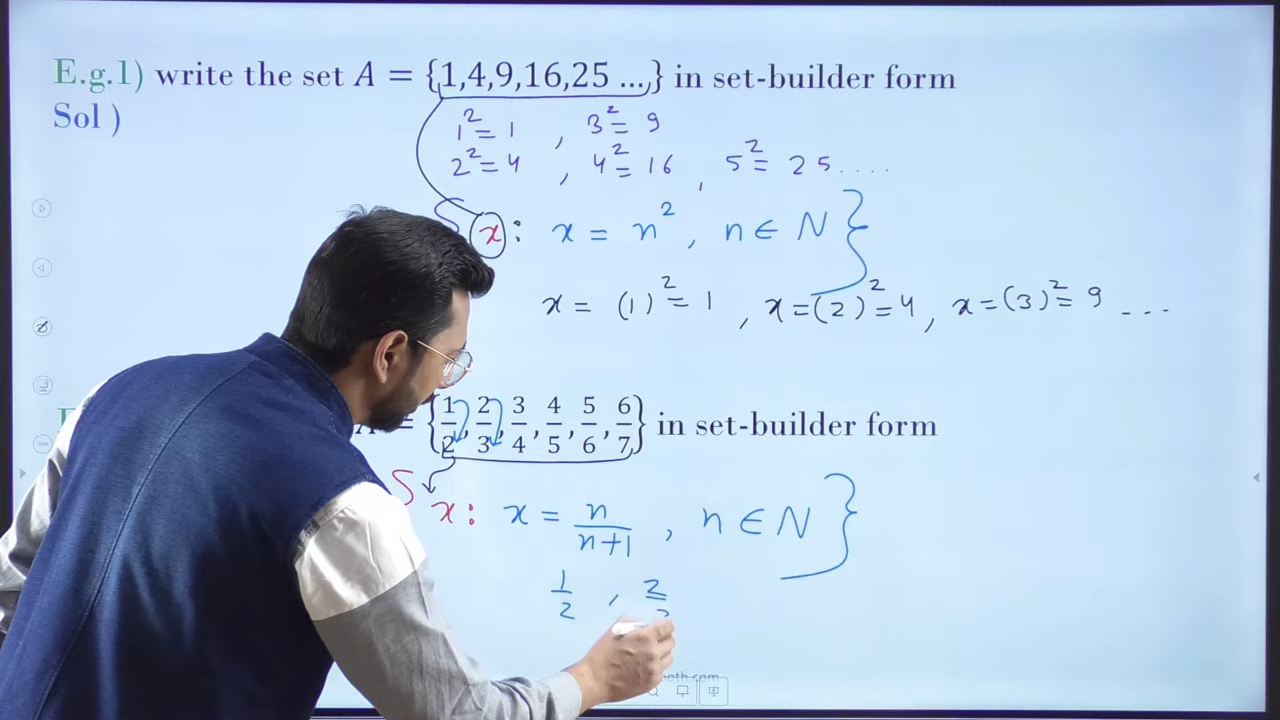 E.g.1) write the set A = {1,4,9,16,25 ...} in set-builder form
Sol )
1² = 1 , 3² = 9
2² = 4 , 4² = 16 , 5² = 25 ....
{ x : x = n² , n ∈ N }
x = (1)² = 1 , x = (2)² = 4 , x = (3)² = 9 ---
A = {1/2, 2/3, 3/4, 4/5, 5/6, 6/7} in set-builder form
{ x : x = n/(n+1) , n ∈ N }
1/2 , 2/